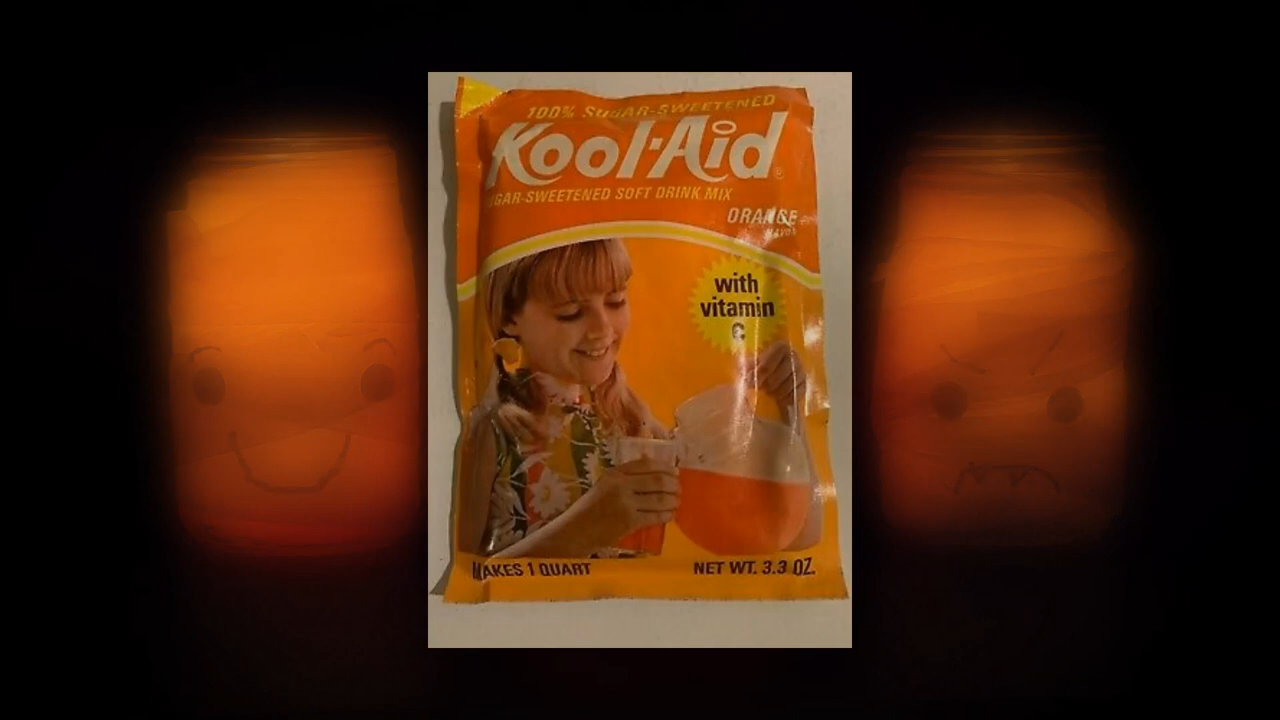 100% SUGAR-SWEETENED
Kool-Aid®
GAR-SWEETENED SOFT DRINK MIX
ORANGE
with
vitamin
C
MAKES 1 QUART
NET WT. 3.3 OZ.